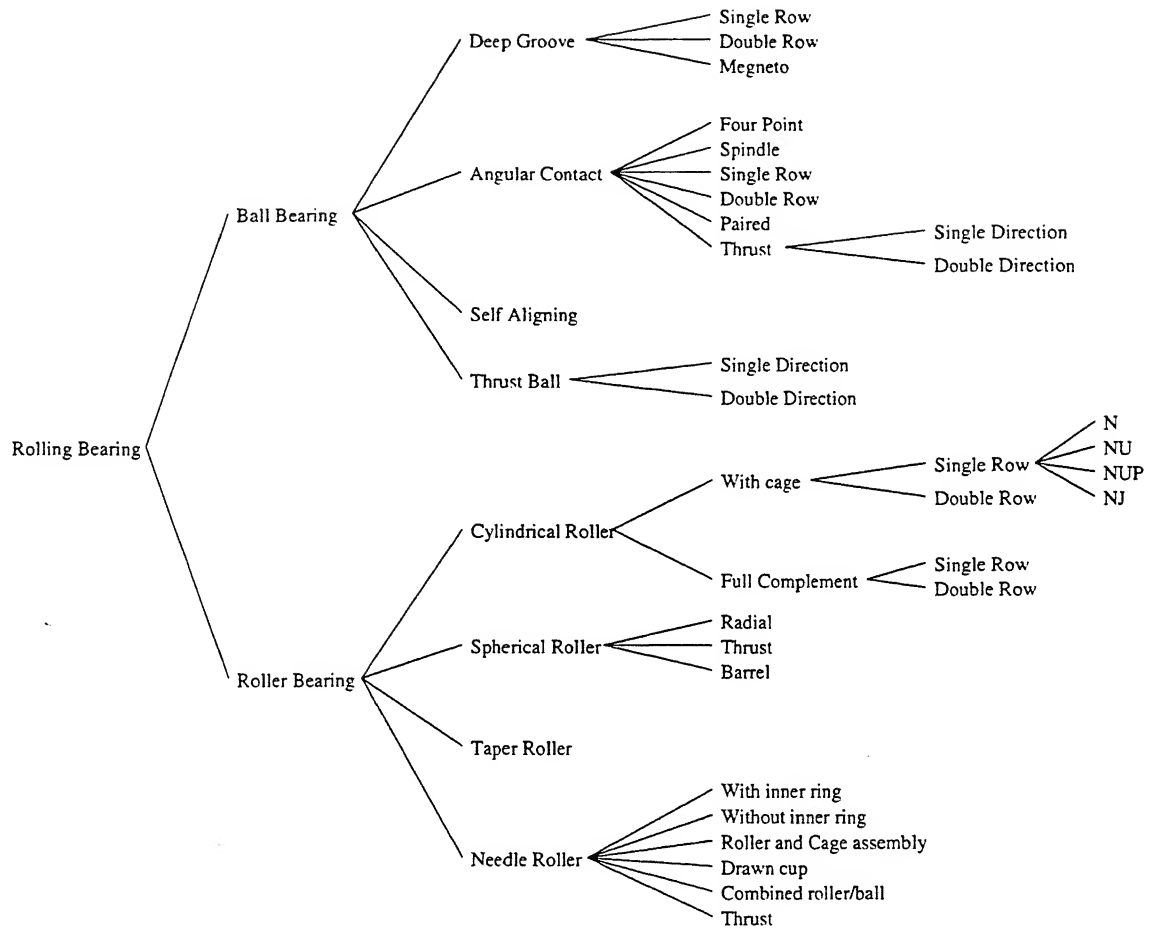 Single Row
Deep Groove
Double Row
Megneto
Four Point
Spindle
Angular Contact
Single Row
Double Row
Ball Bearing
Paired
Thrust
Single Direction
Double Direction
Self Aligning
Single Direction
Thrust Ball
Double Direction
N
Rolling Bearing
NU
Single Row
With cage
NUP
Double Row
NJ
Cylindrical Roller
Single Row
Full Complement
Double Row
Radial
Spherical Roller
Thrust
Barrel
Roller Bearing
Taper Roller
With inner ring
Without inner ring
Roller and Cage assembly
Needle Roller
Drawn cup
Combined roller/ball
Thrust